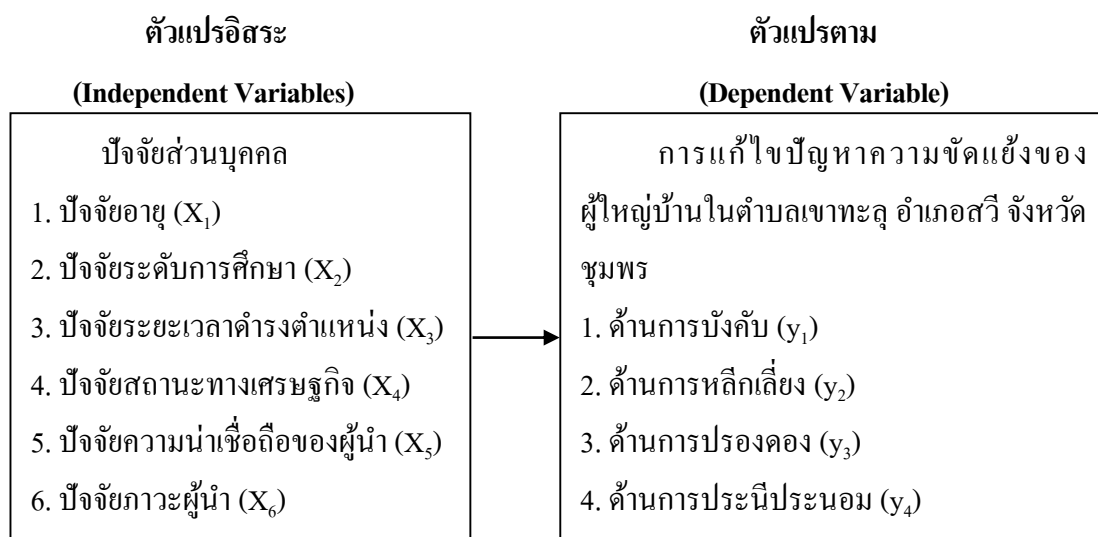 ตัวแปรอิสระ
(Independent Variables)
ปัจจัยส่วนบุคคล
1. ปัจจัยอายุ (X₁)
2. ปัจจัยระดับการศึกษา (X₂)
3. ปัจจัยระยะเวลาดำรงตำแหน่ง (X₃)
4. ปัจจัยสถานะทางเศรษฐกิจ (X₄)
5. ปัจจัยความน่าเชื่อถือของผู้นำ (X₅)
6. ปัจจัยภาวะผู้นำ (X₆)
ตัวแปรตาม
(Dependent Variable)
การแก้ไขปัญหาความขัดแย้งของ
ผู้ใหญ่บ้านในตำบลเขาทะลุ อำเภอสวี จังหวัด
ชุมพร
1. ด้านการบังคับ (y₁)
2. ด้านการหลีกเลี่ยง (y₂)
3. ด้านการปรองดอง (y₃)
4. ด้านการประนีประนอม (y₄)